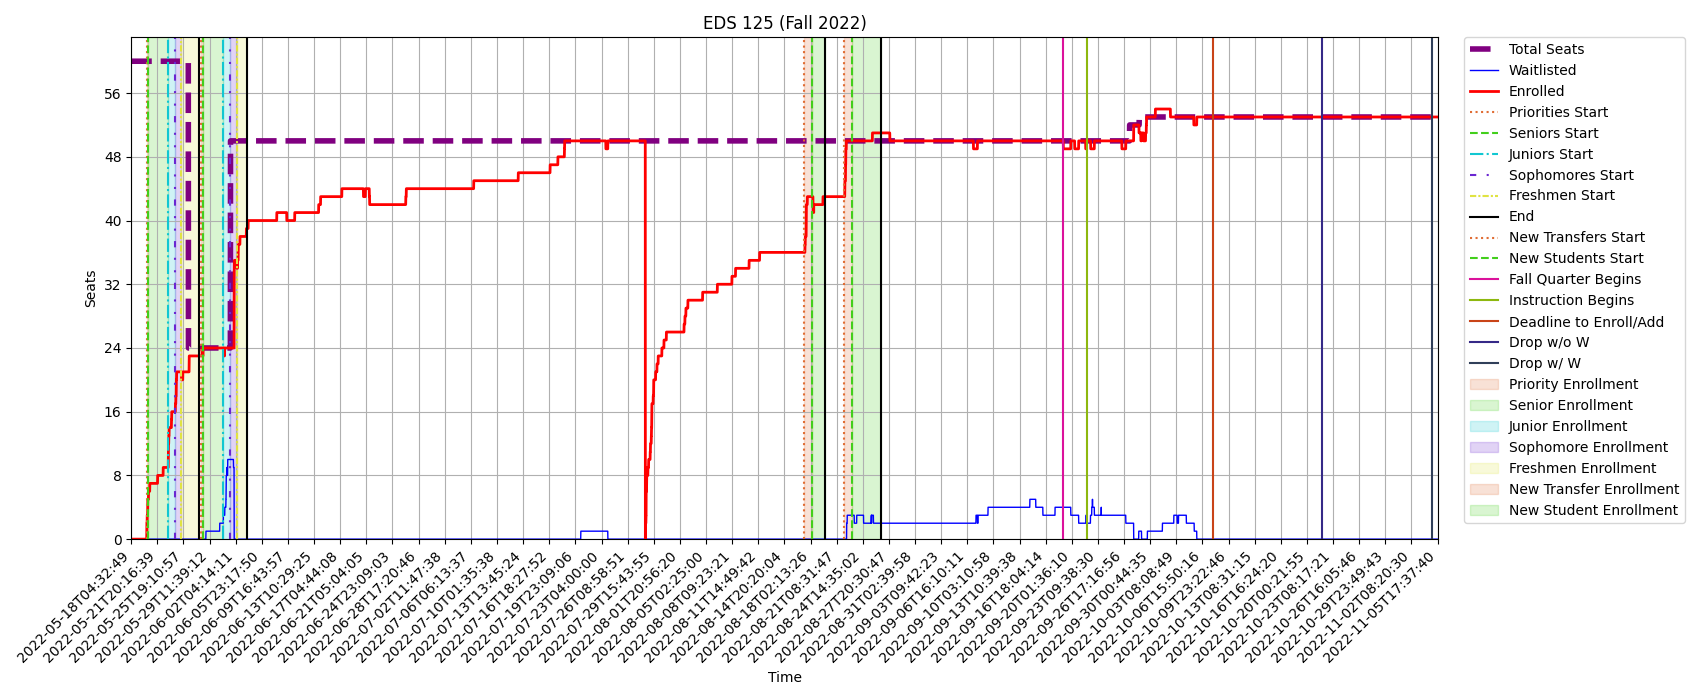 EDS 125 (Fall 2022)
Seats
56
48
40
32
24
16
8
0
2022-05-18T04:32:49
2022-05-21T20:16:39
2022-05-25T19:10:57
2022-05-29T11:39:12
2022-06-02T04:14:11
2022-06-05T23:17:50
2022-06-09T16:43:57
2022-06-13T10:29:25
2022-06-17T04:44:08
2022-06-21T05:04:05
2022-06-24T23:09:03
2022-06-28T17:20:46
2022-07-02T11:47:38
2022-07-06T06:13:37
2022-07-10T01:35:38
2022-07-13T13:45:24
2022-07-16T18:27:52
2022-07-19T23:09:06
2022-07-23T04:00:00
2022-07-26T08:58:51
2022-07-29T15:43:55
2022-08-01T20:56:20
2022-08-05T02:25:00
2022-08-08T09:23:21
2022-08-11T14:49:42
2022-08-14T20:20:04
2022-08-18T02:13:26
2022-08-21T08:31:47
2022-08-24T14:35:02
2022-08-27T20:30:47
2022-08-31T02:39:58
2022-09-03T09:42:23
2022-09-06T16:10:11
2022-09-10T03:10:58
2022-09-13T10:39:38
2022-09-16T18:04:14
2022-09-20T01:36:10
2022-09-23T09:38:30
2022-09-26T17:16:56
2022-09-30T00:44:35
2022-10-03T08:08:49
2022-10-06T15:50:16
2022-10-09T23:22:46
2022-10-13T08:31:15
2022-10-16T16:24:20
2022-10-20T00:21:55
2022-10-23T08:17:21
2022-10-26T16:05:46
2022-10-29T23:49:43
2022-11-02T08:20:30
2022-11-05T17:37:40
Time
Total Seats
Waitlisted
Enrolled
Priorities Start
Seniors Start
Juniors Start
Sophomores Start
Freshmen Start
End
New Transfers Start
New Students Start
Fall Quarter Begins
Instruction Begins
Deadline to Enroll/Add
Drop w/o W
Drop w/ W
Priority Enrollment
Senior Enrollment
Junior Enrollment
Sophomore Enrollment
Freshmen Enrollment
New Transfer Enrollment
New Student Enrollment